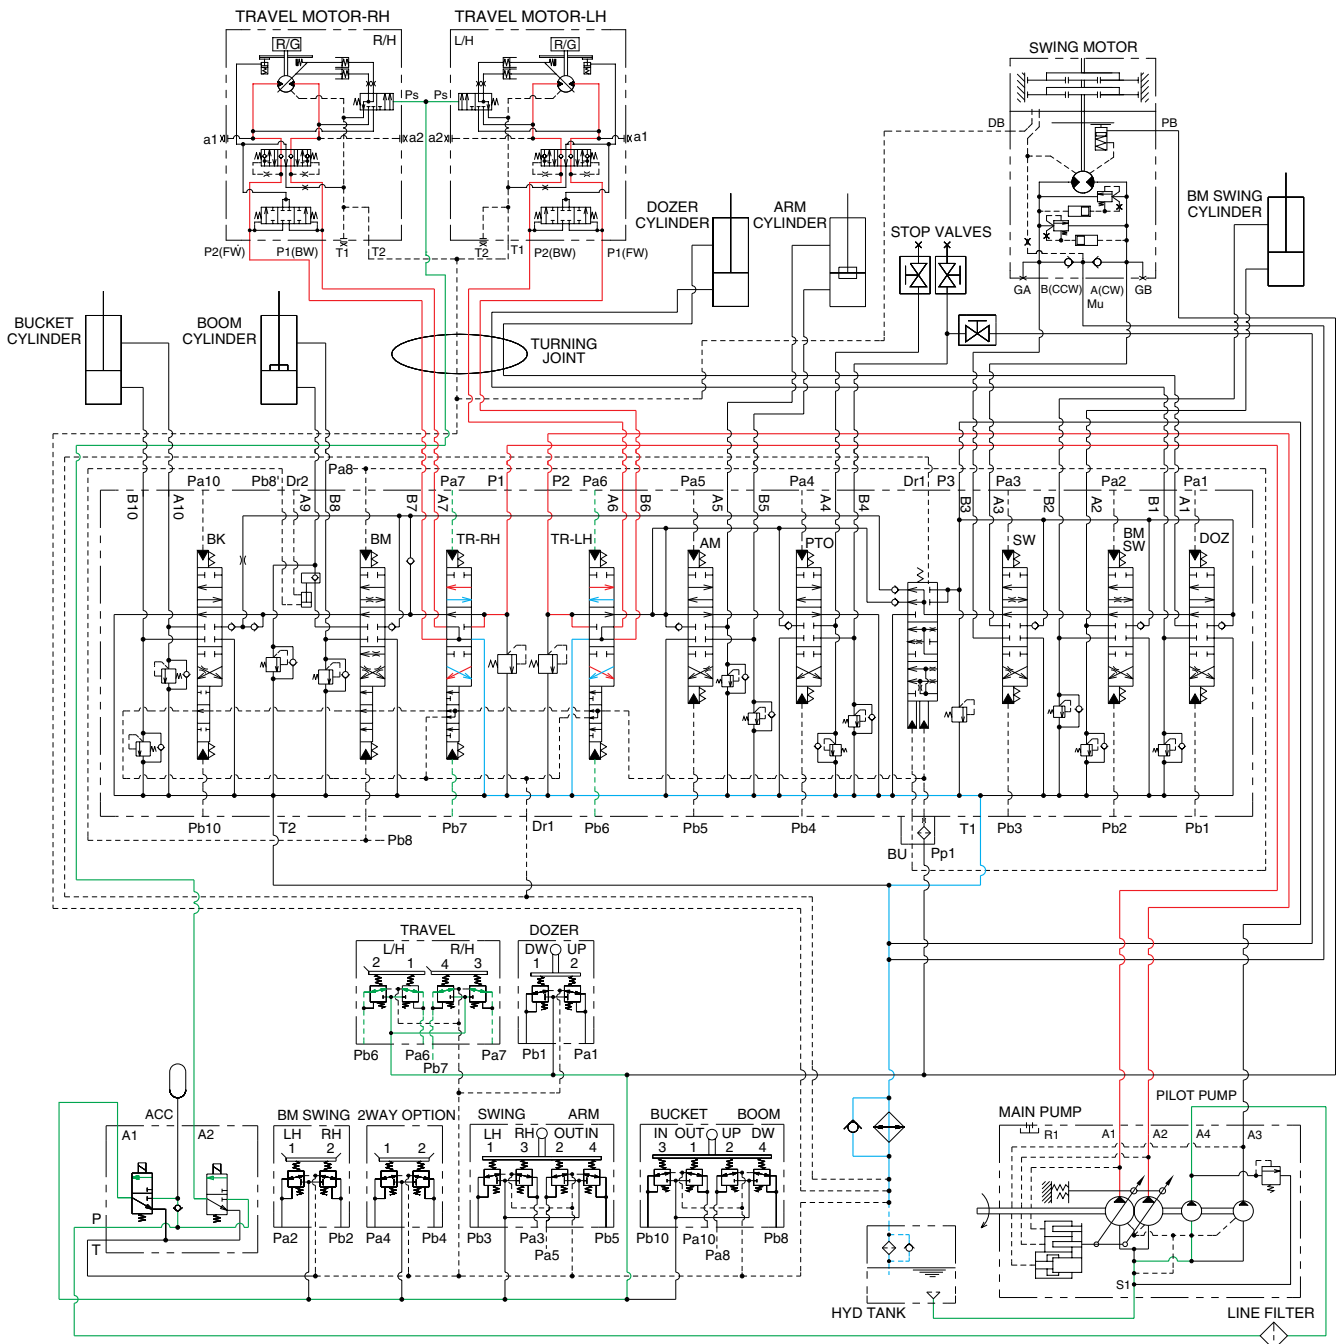 TRAVEL MOTOR-RH
TRAVEL MOTOR-LH
R/G
R/H
L/H
R/G
SWING MOTOR
Ps
Ps
DB
PB
a1
a2
a2
a1
DOZER
CYLINDER
ARM
CYLINDER
STOP VALVES
BM SWING
CYLINDER
P2(FW)
P1(BW)
T1
T2
T2
T1
P2(BW)
P1(FW)
GA
B(CCW)
A(CW)
GB
Mu
BUCKET
CYLINDER
BOOM
CYLINDER
TURNING
JOINT
B10
A10
Pa10
Pb8'
Dr2
A9
B8
Pa8
B7
A7
Pa7
P1
P2
Pa6
A6
B6
Pa5
A5
B5
Pa4
A4
B4
Dr1
P3
B3
A3
Pa3
B2
A2
Pa2
B1
A1
Pa1
BK
BM
TR-RH
TR-LH
AM
PTO
SW
BM
SW
DOZ
Pb10
T2
Pb8
Pb7
Dr1
Pb6
Pb5
Pb4
BU
Pp1
T1
Pb3
Pb2
Pb1
TRAVEL
L/H
R/H
2
1
4
3
Pb6
Pa6
Pb7
Pa7
DOZER
DW
UP
1
2
Pb1
Pa1
ACC
A1
A2
P
T
BM SWING
LH
RH
1
2
Pa2
Pb2
2WAY OPTION
1
2
Pa4
Pb4
SWING
ARM
LH
RH
OUT
IN
1
3
2
4
Pb3
Pa3
Pa5
Pb5
BUCKET
BOOM
IN
OUT
UP
DW
3
1
2
4
Pb10
Pa10
Pa8
Pb8
HYD TANK
MAIN PUMP
PILOT PUMP
R1
A1
A2
A4
A3
S1
LINE FILTER